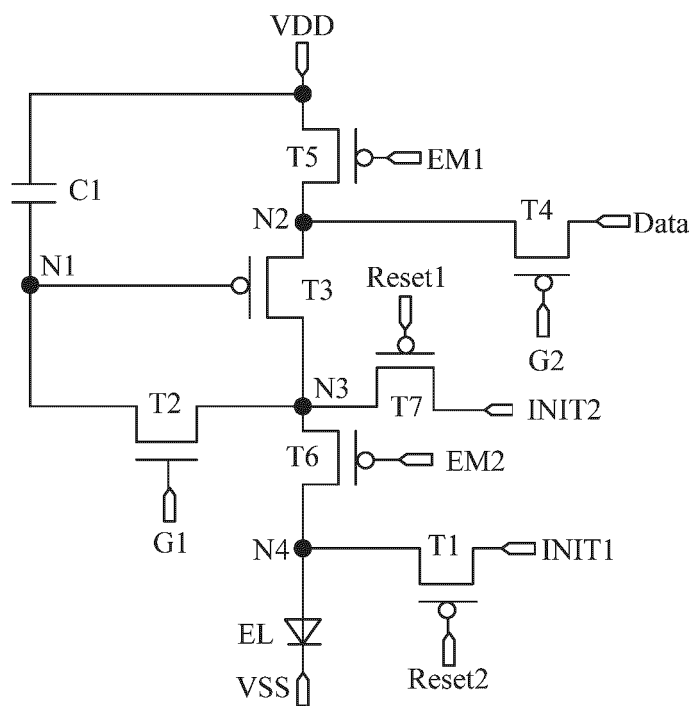 VDD
T5
EM1
C1
N2
T4
Data
N1
T3
Reset1
G2
N3
T2
T7
INIT2
T6
EM2
G1
N4
T1
INIT1
EL
Reset2
VSS